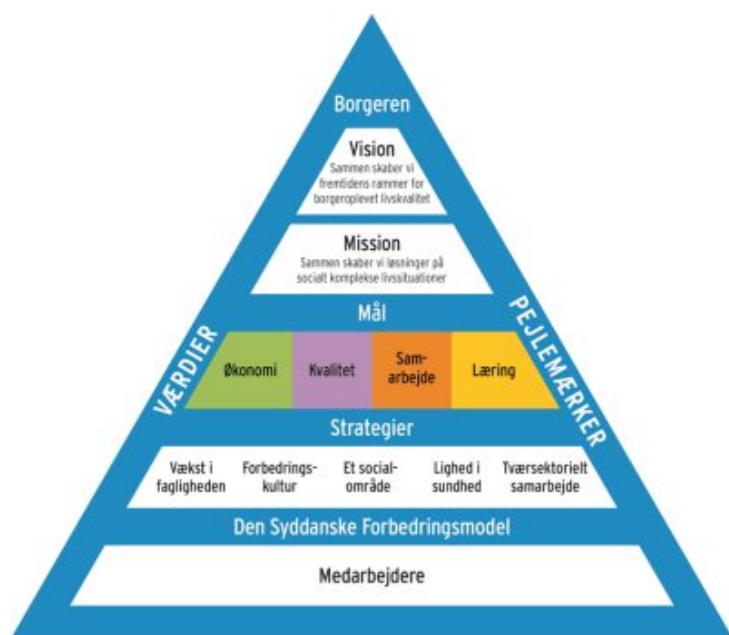 Borgeren
Vision
Sammen skaber vi
fremtidens rammer for
borgeroplevet livskvalitet
Mission
Sammen skaber vi løsninger på
socialt komplekse livssituationer
Mål
VÆRDIER
PEJLEMÆRKER
Økonomi
Kvalitet
Sam-
arbejde
Læring
Strategier
Vækst i
fagligheden
Forbedrings-
kultur
Et social-
område
Lighed i
sundhed
Tværsektorielt
samarbejde
Den Syddanske Forbedringsmodel
Medarbejdere